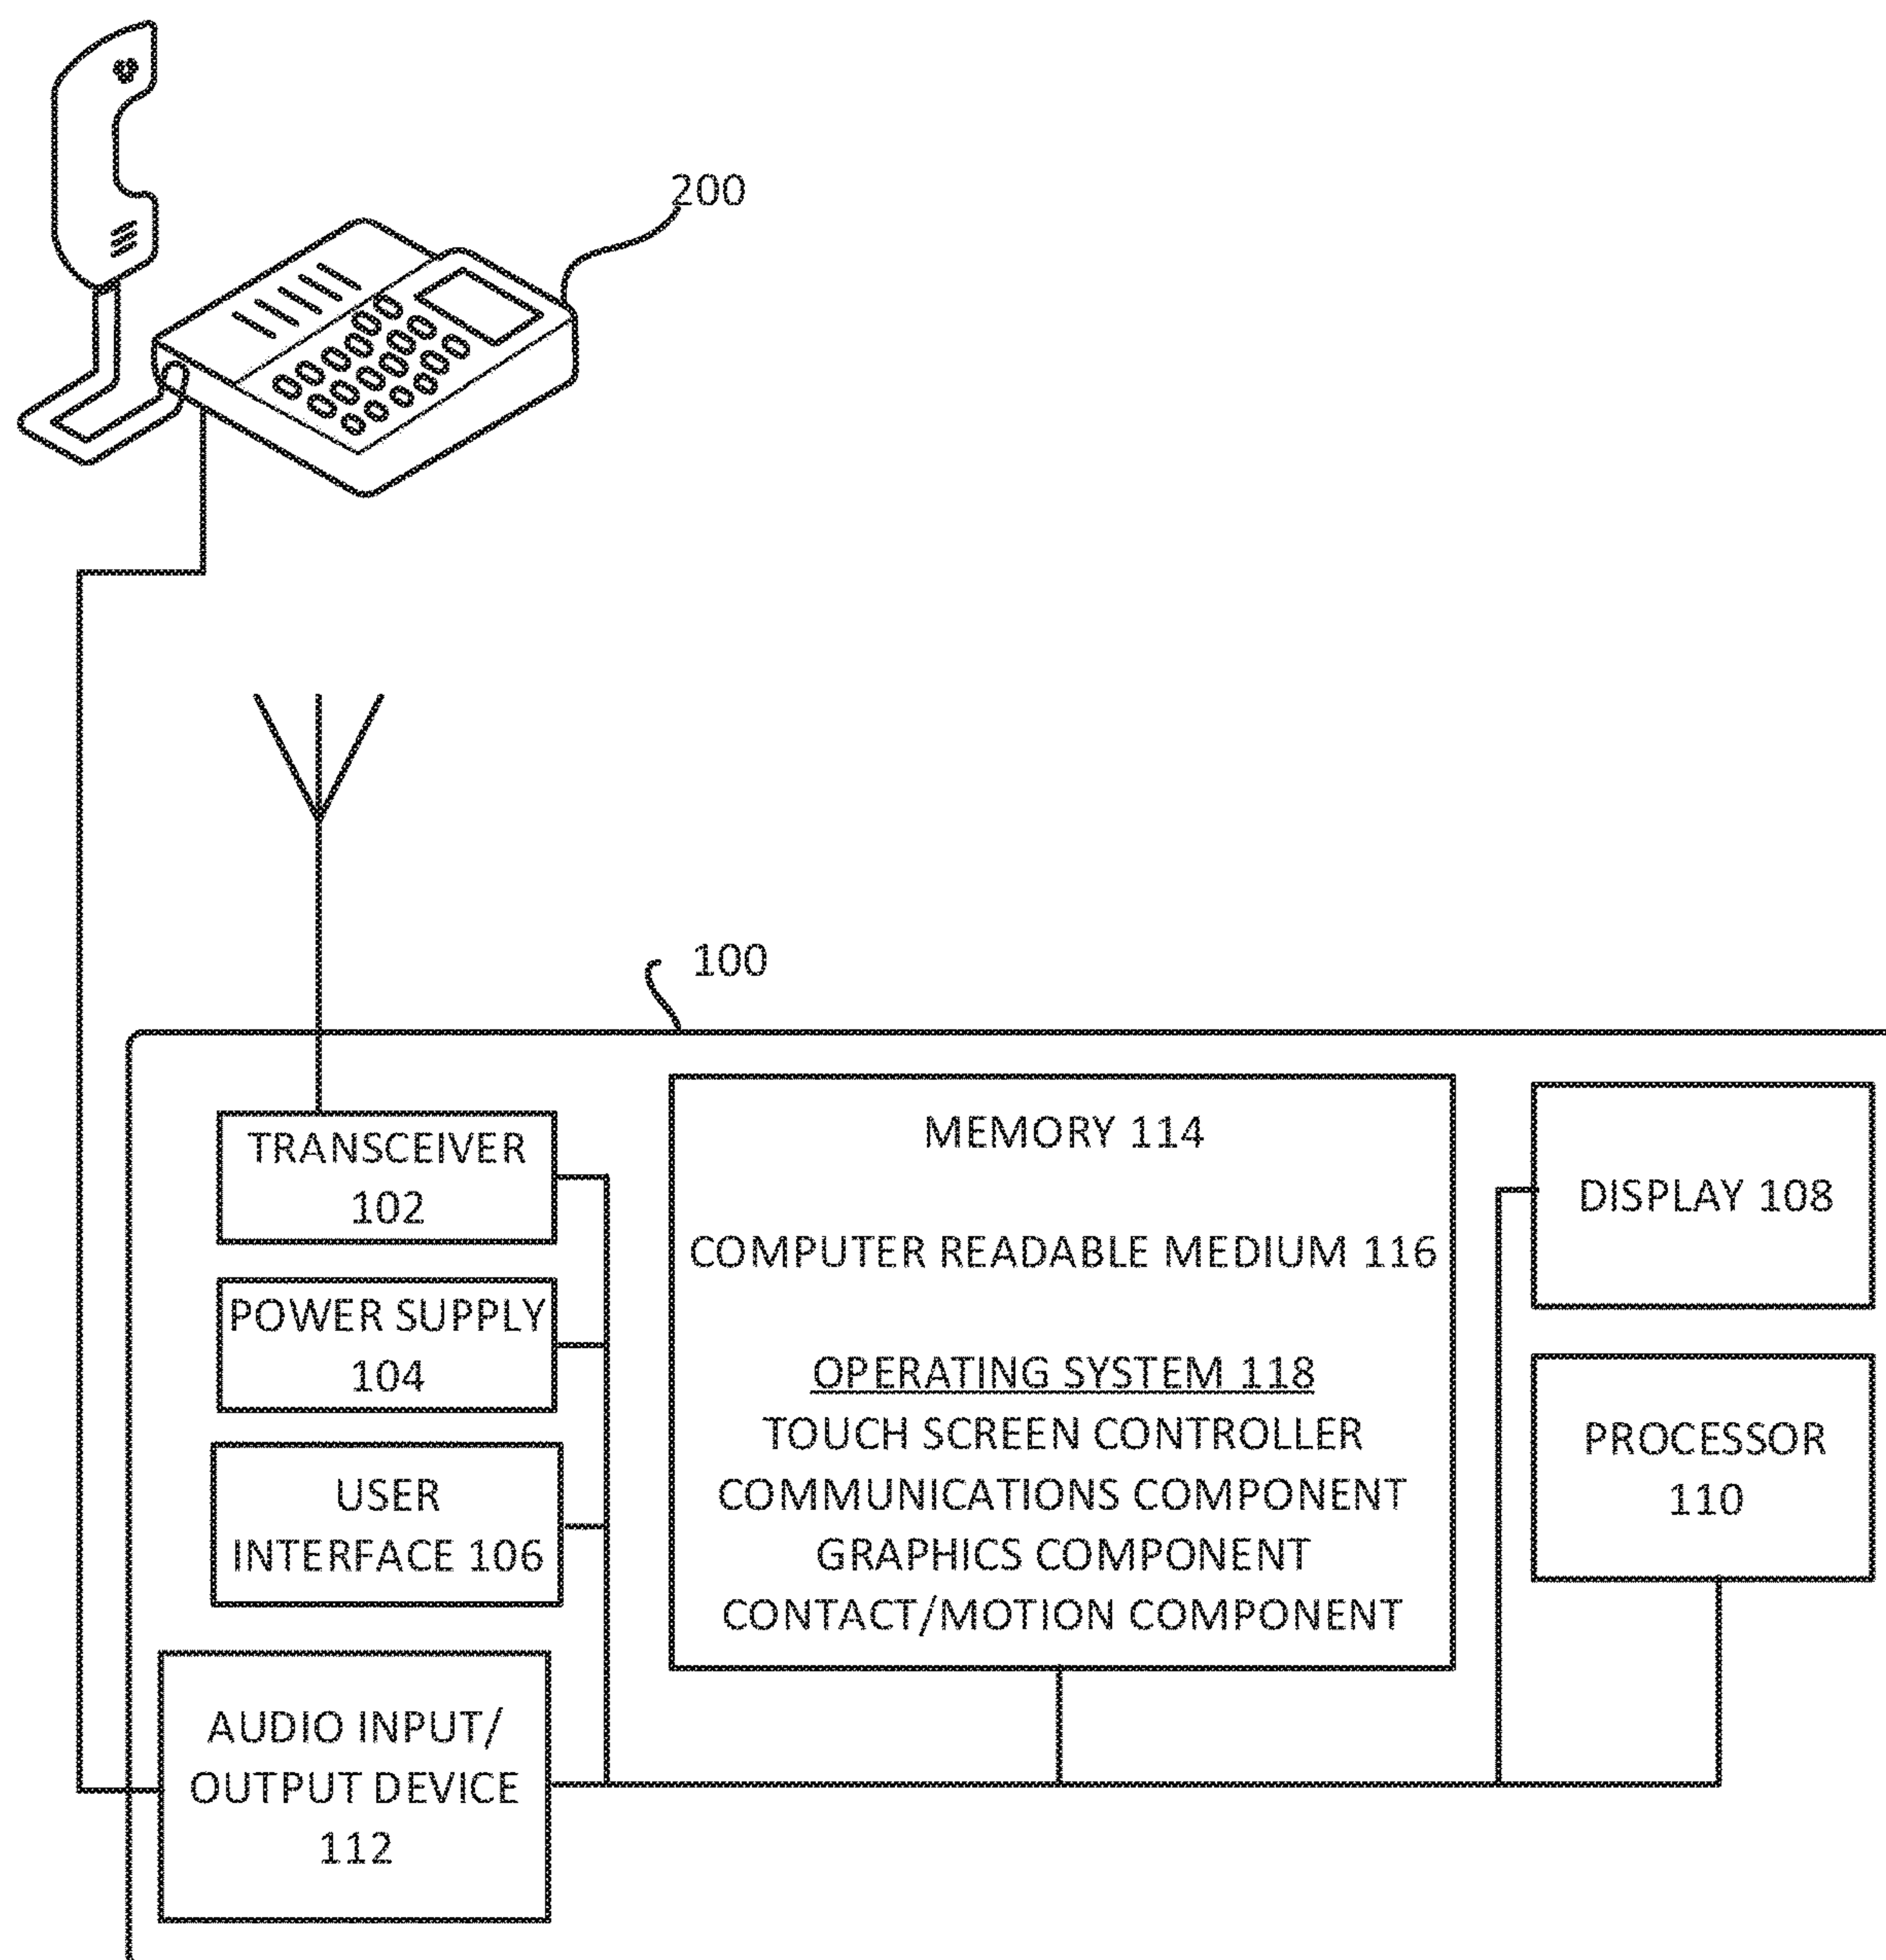 200
100
TRANSCEIVER
102
POWER SUPPLY
104
USER
INTERFACE 106
AUDIO INPUT/
OUTPUT DEVICE
112
MEMORY 114
COMPUTER READABLE MEDIUM 116
OPERATING SYSTEM 118
TOUCH SCREEN CONTROLLER
COMMUNICATIONS COMPONENT
GRAPHICS COMPONENT
CONTACT/MOTION COMPONENT
DISPLAY 108
PROCESSOR
110